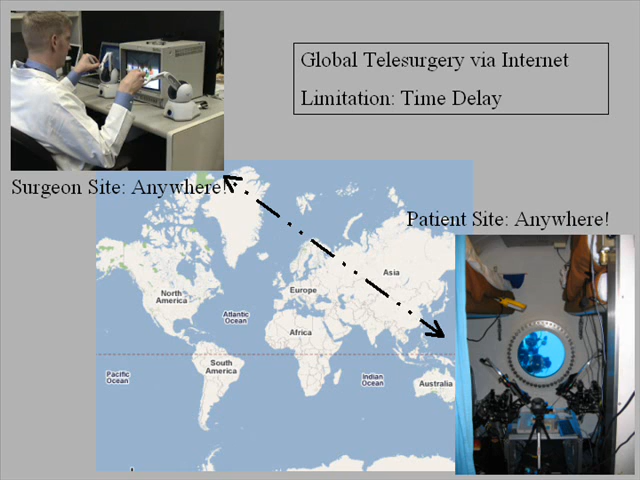 Global Telesurgery via Internet
Limitation: Time Delay
Surgeon Site: Anywhere!
Patient Site: Anywhere!
North
America
Atlantic
Ocean
Europe
Asia
Africa
Pacific
Ocean
South
America
Indian
Ocean
Australia